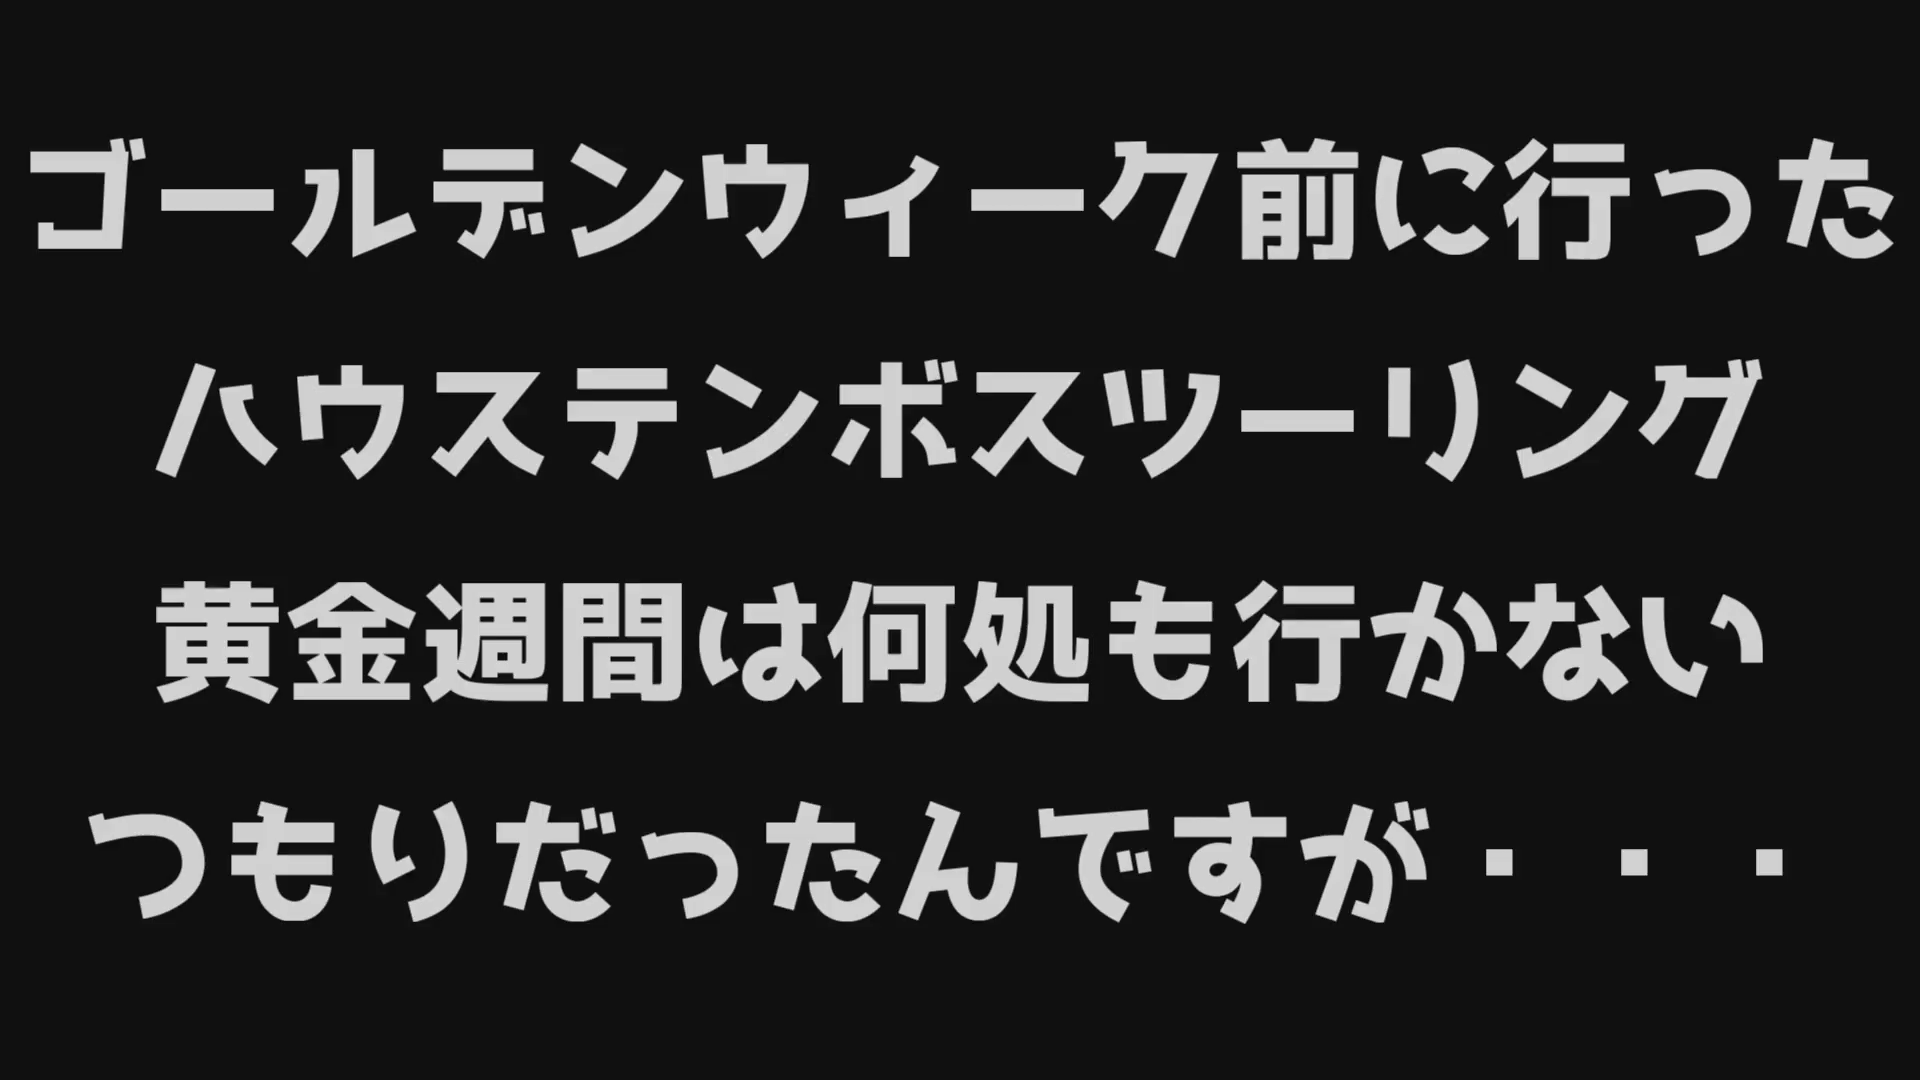 ゴールデンウィーク前に行った
ハウステンボスツーリング
黄金週間は何処も行かない
つもりだったんですが・・・